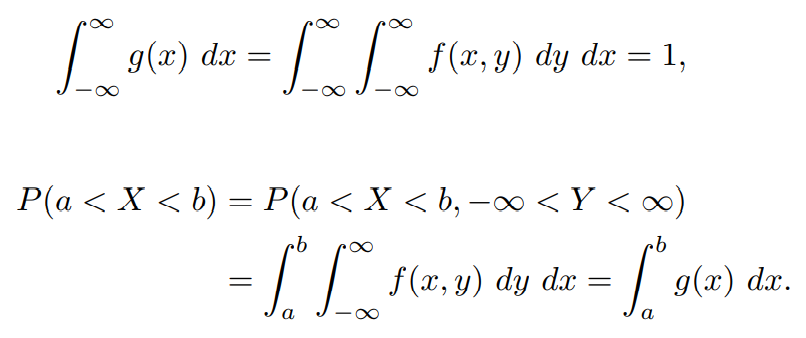 ∫_{-∞}^{∞} g(x) dx = ∫_{-∞}^{∞} ∫_{-∞}^{∞} f(x, y) dy dx = 1,
P(a < X < b) = P(a < X < b, −∞ < Y < ∞)
= ∫_{a}^{b} ∫_{-∞}^{∞} f(x, y) dy dx = ∫_{a}^{b} g(x) dx.